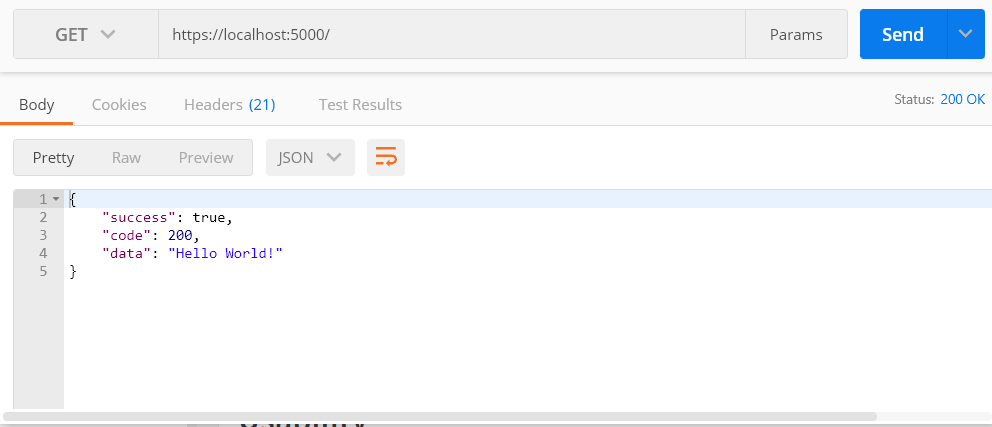 GET https://localhost:5000/ Params Send
Body Cookies Headers (21) Test Results Status: 200 OK
Pretty Raw Preview JSON
1 {
2 "success": true,
3 "code": 200,
4 "data": "Hello World!"
5 }